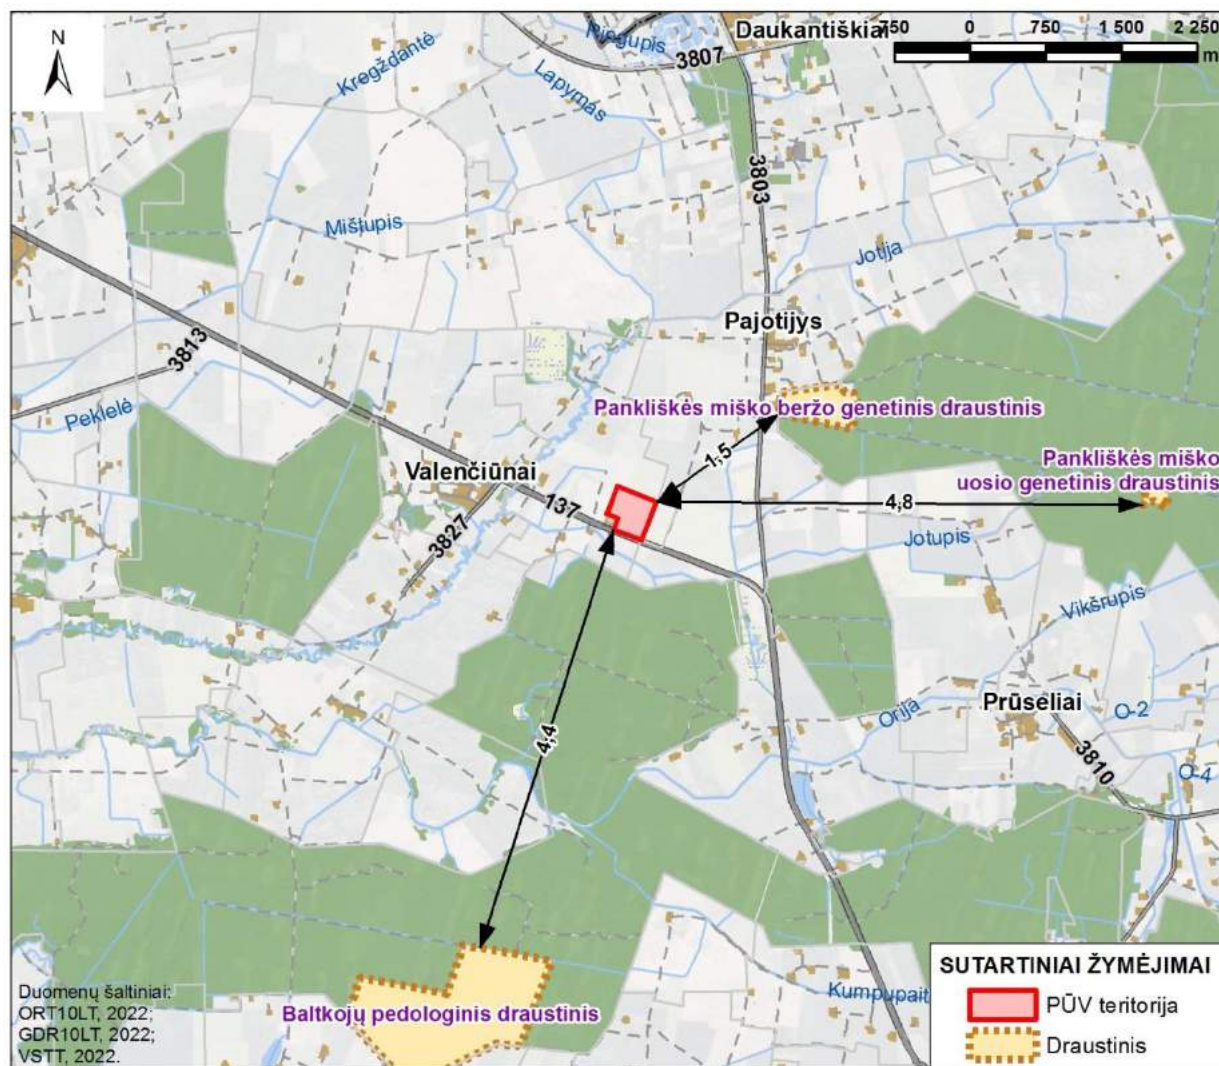 N
Kregždantė
Lapymas
3807
Daukantiškiai
750 0 750 1 500 2 250
m
3803
Mištupis
Jotija
3813
Peklelė
Pajotijys
Pankliškės miško beržo genetinis draustinis
1,5
Valenčiūnai
137
3827
Pankliškės miško
uosio genetinis draustinis
4,8
Jotupis
Vikšrupis
Orija
Prūseliai
O-2
3810
O-4
4,4
Baltkojų pedologinis draustinis
Kumpupait
Duomenų šaltiniai:
ORT10LT, 2022;
GDR10LT, 2022;
VSTT, 2022.
SUTARTINIAI ŽYMĖJIMAI
PŪV teritorija
Draustinis